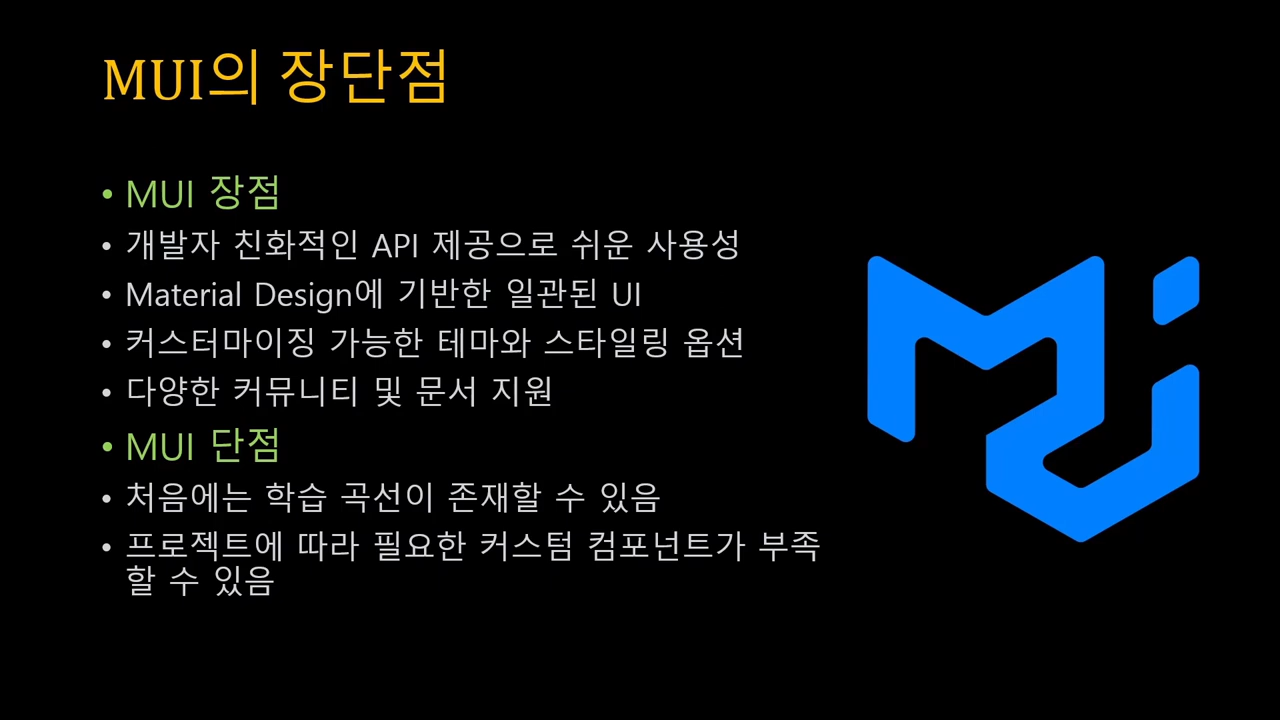 MUI의 장단점
• MUI 장점
• 개발자 친화적인 API 제공으로 쉬운 사용성
• Material Design에 기반한 일관된 UI
• 커스터마이징 가능한 테마와 스타일링 옵션
• 다양한 커뮤니티 및 문서 지원
• MUI 단점
• 처음에는 학습 곡선이 존재할 수 있음
• 프로젝트에 따라 필요한 커스텀 컴포넌트가 부족
할 수 있음